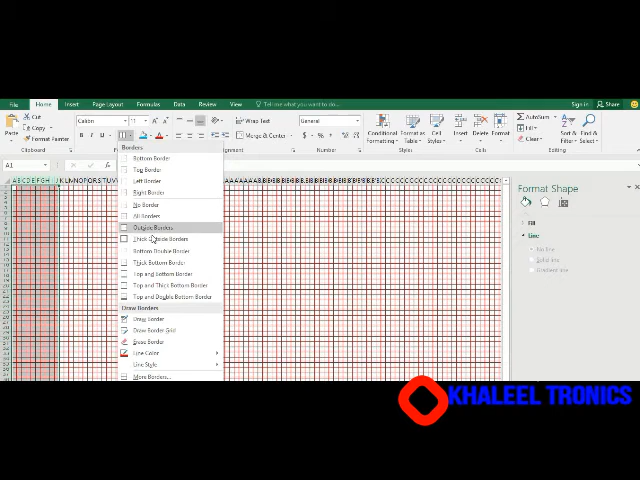 File Home Insert Page Layout Formulas Data Review View Tell me what you want to do... Sign in Share
Cut
Copy
Format Painter
Paste
Calibri 11
B I U
Wrap Text
Merge & Center
General
$ %
Conditional Formatting
Format as Table
Cell Styles
Insert Delete Format
AutoSum
Fill
Clear
Sort & Filter
Find & Select
Clipboard
Alignment
Number
Styles
Cells
Editing
A1
fx
Borders
Bottom Border
Top Border
Left Border
Right Border
No Border
All Borders
Outside Borders
Thick Outside Borders
Bottom Double Border
Thick Bottom Border
Top and Bottom Border
Top and Thick Bottom Border
Top and Double Bottom Border
Draw Borders
Draw Border
Draw Border Grid
Erase Border
Line Color
Line Style
More Borders...
Format Shape
Fill
Line
No line
Solid line
Gradient line
KHALEEL TRONICS